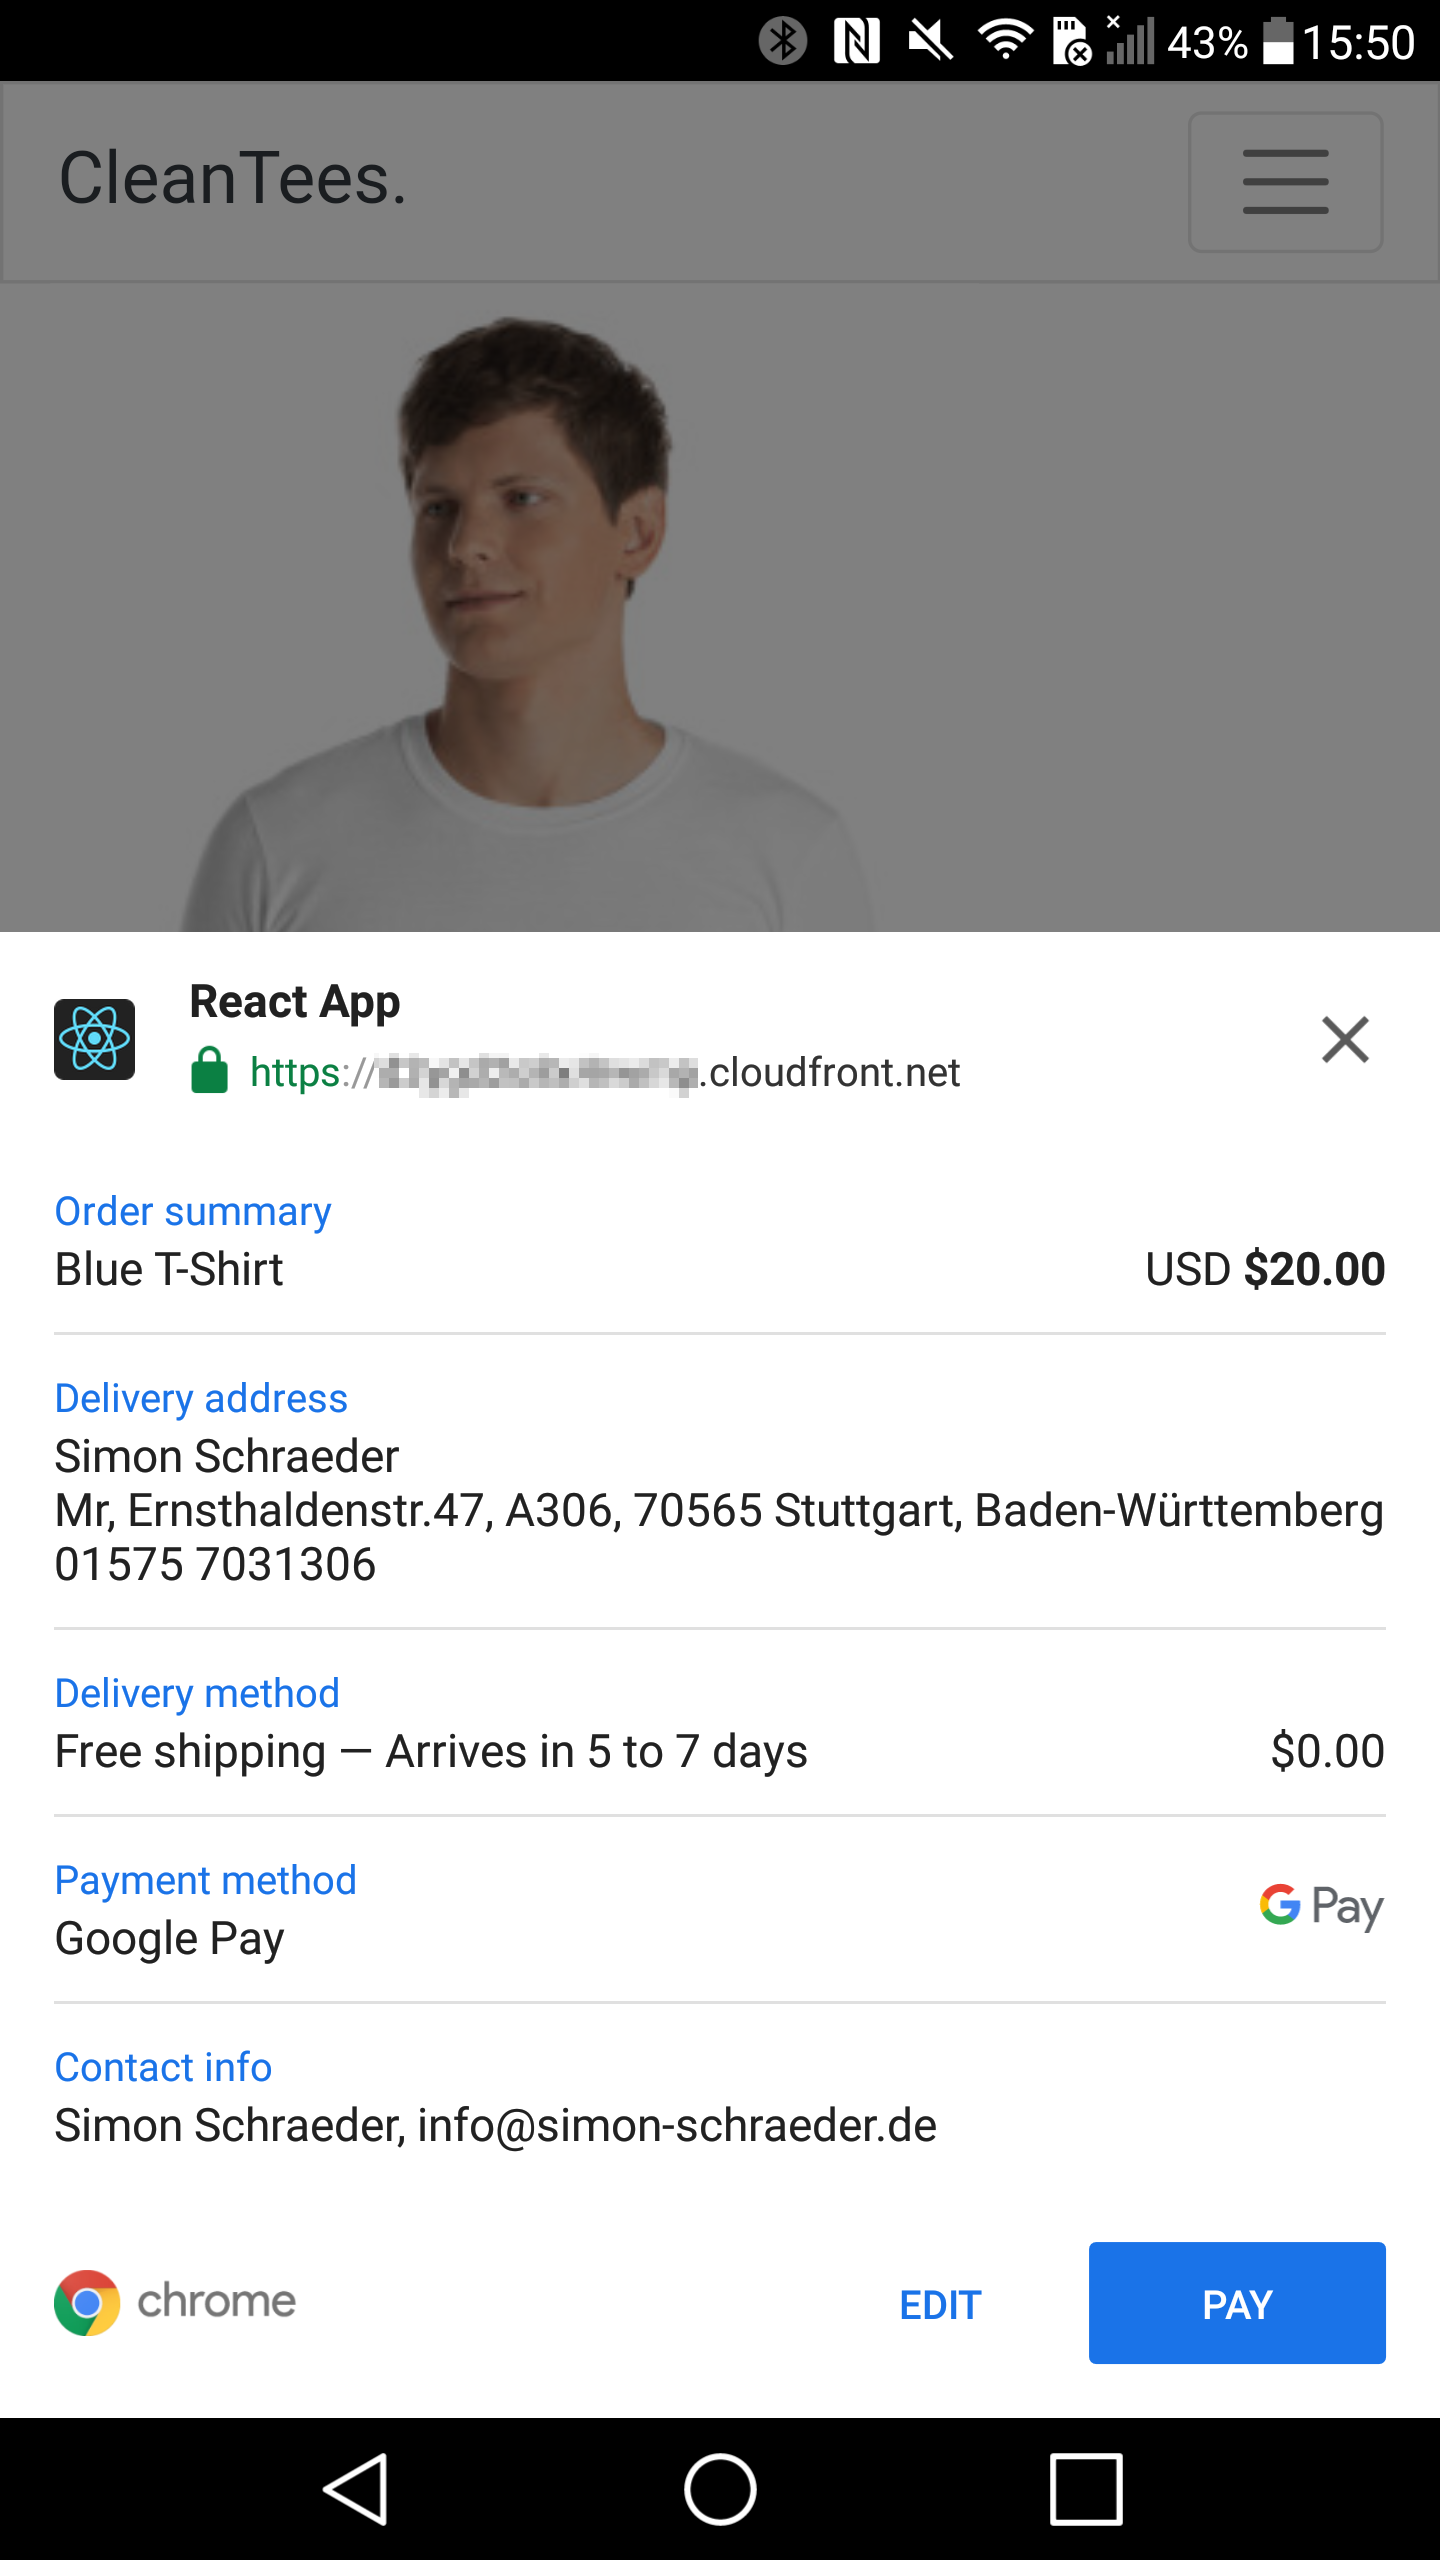 43% 15:50
CleanTees.
React App
https://.cloudfront.net
Order summary
Blue T-Shirt USD $20.00
Delivery address
Simon Schraeder
Mr, Ernsthaldenstr.47, A306, 70565 Stuttgart, Baden-Württemberg
01575 7031306
Delivery method
Free shipping — Arrives in 5 to 7 days $0.00
Payment method
G Pay
Google Pay
Contact info
Simon Schraeder, info@simon-schraeder.de
chrome EDIT PAY